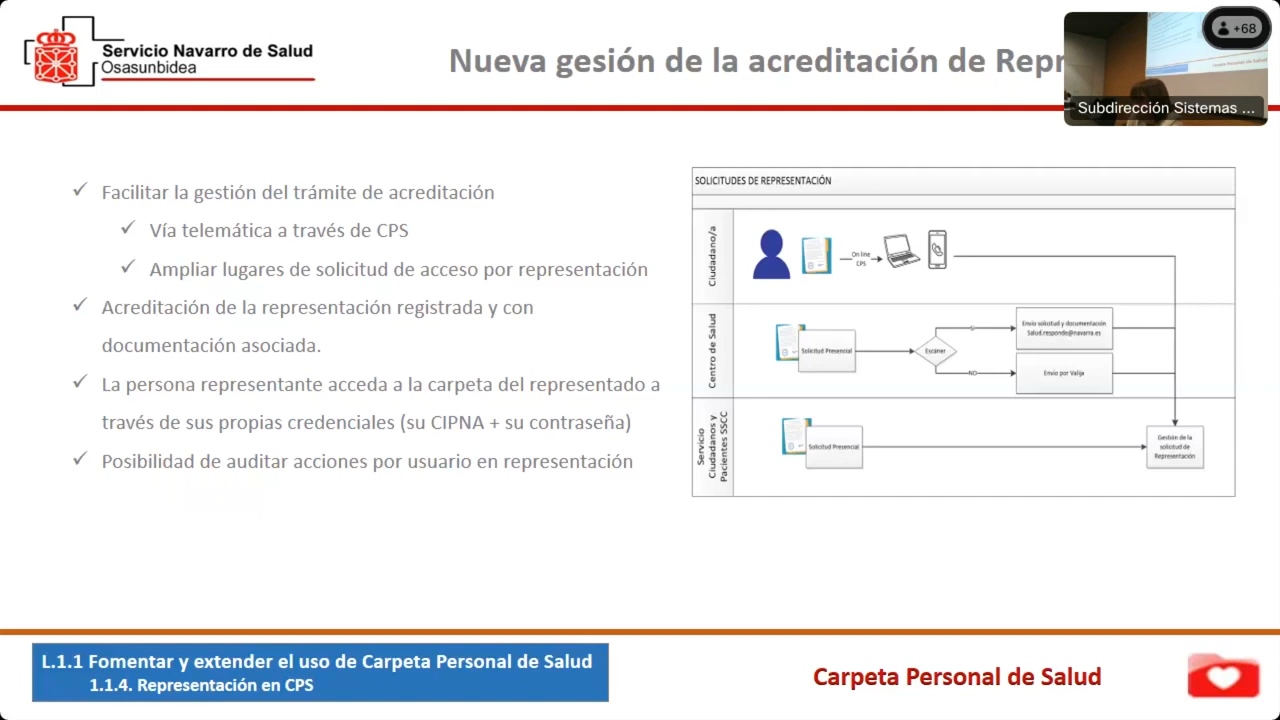 Servicio Navarro de Salud
Osasunbidea
Nueva gesión de la acreditación de Repr
+68
Subdirección Sistemas ...
Facilitar la gestión del trámite de acreditación
Vía telemática a través de CPS
Ampliar lugares de solicitud de acceso por representación
Acreditación de la representación registrada y con
documentación asociada.
La persona representante acceda a la carpeta del representado a
través de sus propias credenciales (su CIPNA + su contraseña)
Posibilidad de auditar acciones por usuario en representación
SOLICITUDES DE REPRESENTACIÓN
Ciudadano/a
On line
CPS
Centro de Salud
Solicitud Presencial
Escáner
Envío solicitud y documentación
Salud.responde@navarra.es
NO
Envío por Valija
Servicio
Ciudadanos y
Pacientes SSCC
Solicitud Presencial
Gestión de la
solicitud de
Representación
L.1.1 Fomentar y extender el uso de Carpeta Personal de Salud
1.1.4. Representación en CPS
Carpeta Personal de Salud